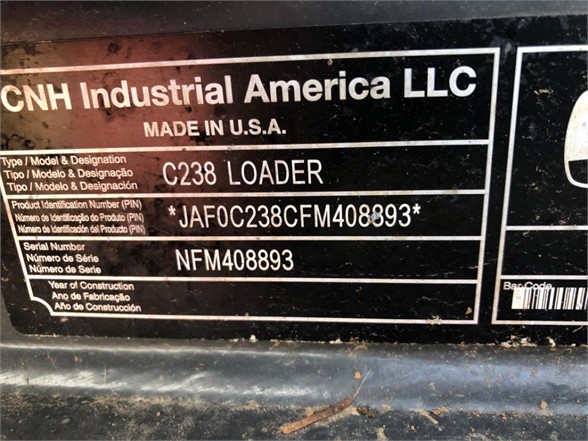 CNH Industrial America LLC
MADE IN U.S.A.
Type / Model & Designation
Tipo / Modelo & Designação
Tipo / Modelo & Designación
C238 LOADER
Product Identification Number (PIN)
Número de Identificação do Produto (PIN)
Número de Identificación del Producto (PIN)
*JAF0C238CFM408893*
Serial Number
Número de Série
Número de Serie
NFM408893
Year of Construction
Ano de Fabricação
Año de Construcción
Bar Code